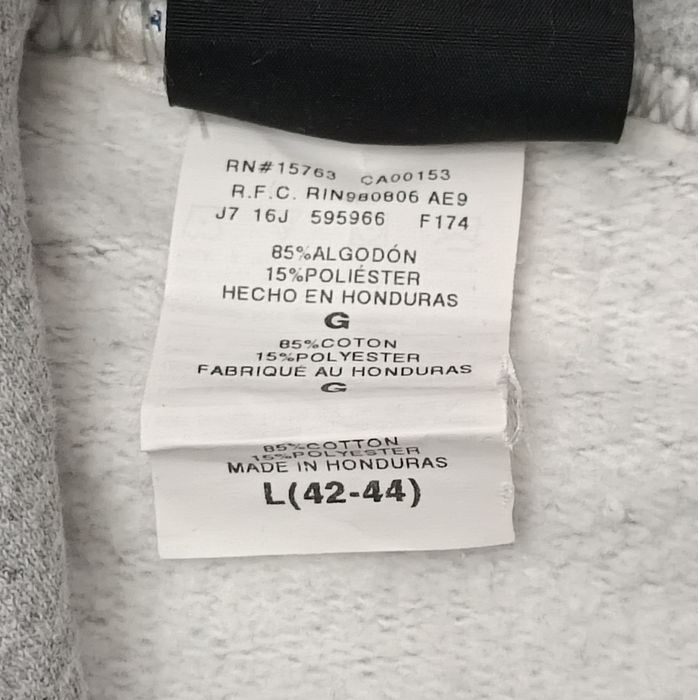 RN#15763 CA00153
R.F.C. RIN980806 AE9
J7 16J 595966 F174
85%ALGODÓN
15%POLIÉSTER
HECHO EN HONDURAS
G
85%COTON
15%POLYESTER
FABRIQUÉ AU HONDURAS
G
85%COTTON
15%POLYESTER
MADE IN HONDURAS
L(42-44)